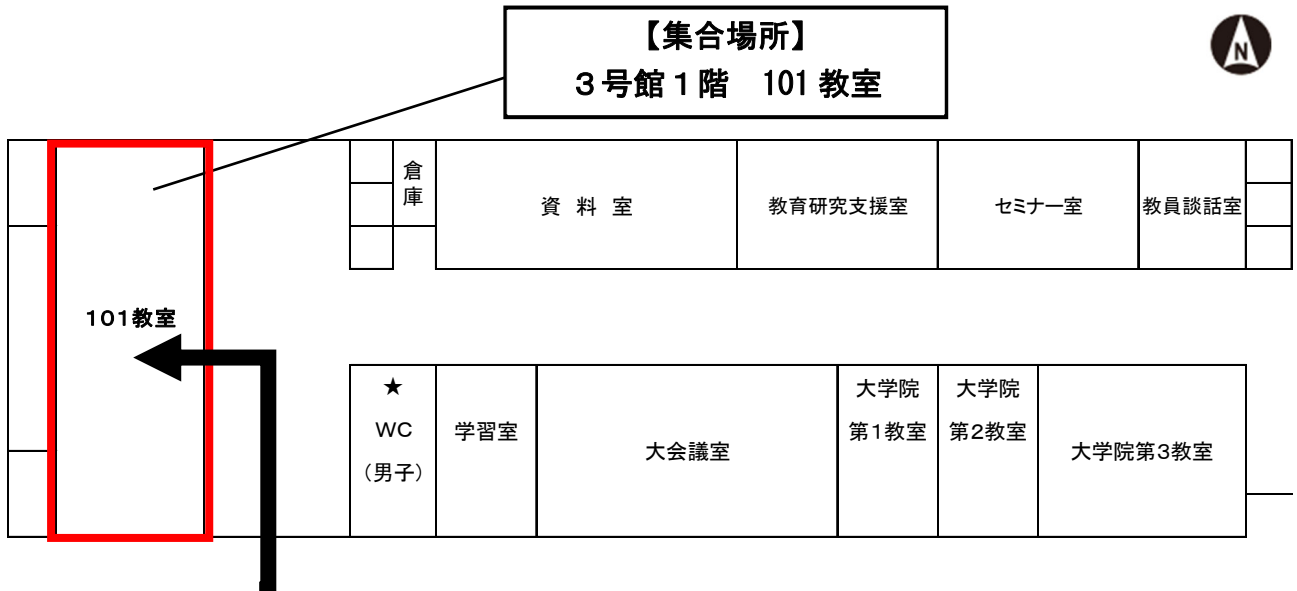 【集合場所】
３号館１階　101 教室
N
倉
庫
資 料 室
教育研究支援室
セミナー室
教員談話室
１０１教室
★
WC
（男子）
学習室
大会議室
大学院
第1教室
大学院
第2教室
大学院第3教室